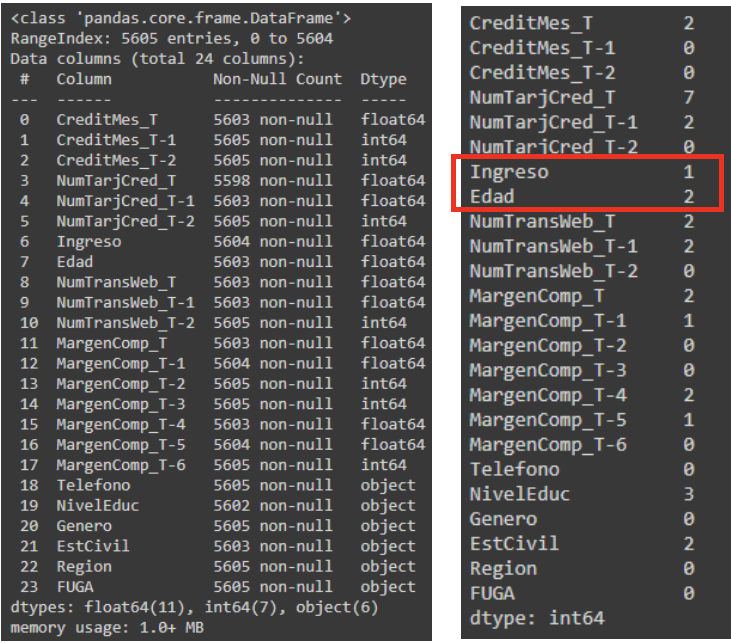 <class 'pandas.core.frame.DataFrame'>
RangeIndex: 5605 entries, 0 to 5604
Data columns (total 24 columns):
 #   Column          Non-Null Count  Dtype
---  ------          --------------  -----
 0   CreditMes_T     5603 non-null   float64
 1   CreditMes_T-1   5605 non-null   int64
 2   CreditMes_T-2   5605 non-null   int64
 3   NumTarjCred_T   5598 non-null   float64
 4   NumTarjCred_T-1 5603 non-null   float64
 5   NumTarjCred_T-2 5605 non-null   int64
 6   Ingreso         5604 non-null   float64
 7   Edad            5603 non-null   float64
 8   NumTransWeb_T   5603 non-null   float64
 9   NumTransWeb_T-1 5603 non-null   float64
 10  NumTransWeb_T-2 5605 non-null   int64
 11  MargenComp_T    5603 non-null   float64
 12  MargenComp_T-1  5604 non-null   float64
 13  MargenComp_T-2  5605 non-null   int64
 14  MargenComp_T-3  5605 non-null   int64
 15  MargenComp_T-4  5603 non-null   float64
 16  MargenComp_T-5  5604 non-null   float64
 17  MargenComp_T-6  5605 non-null   int64
 18  Telefono        5605 non-null   object
 19  NivelEduc       5602 non-null   object
 20  Genero          5605 non-null   object
 21  EstCivil        5603 non-null   object
 22  Region          5605 non-null   object
 23  FUGA            5605 non-null   object
dtypes: float64(11), int64(7), object(6)
memory usage: 1.0+ MB
CreditMes_T 2
CreditMes_T-1 0
CreditMes_T-2 0
NumTarjCred_T 7
NumTarjCred_T-1 2
NumTarjCred_T-2 0
Ingreso 1
Edad 2
NumTransWeb_T 2
NumTransWeb_T-1 2
NumTransWeb_T-2 0
MargenComp_T 2
MargenComp_T-1 1
MargenComp_T-2 0
MargenComp_T-3 0
MargenComp_T-4 2
MargenComp_T-5 1
MargenComp_T-6 0
Telefono 0
NivelEduc 3
Genero 0
EstCivil 2
Region 0
FUGA 0
dtype: int64